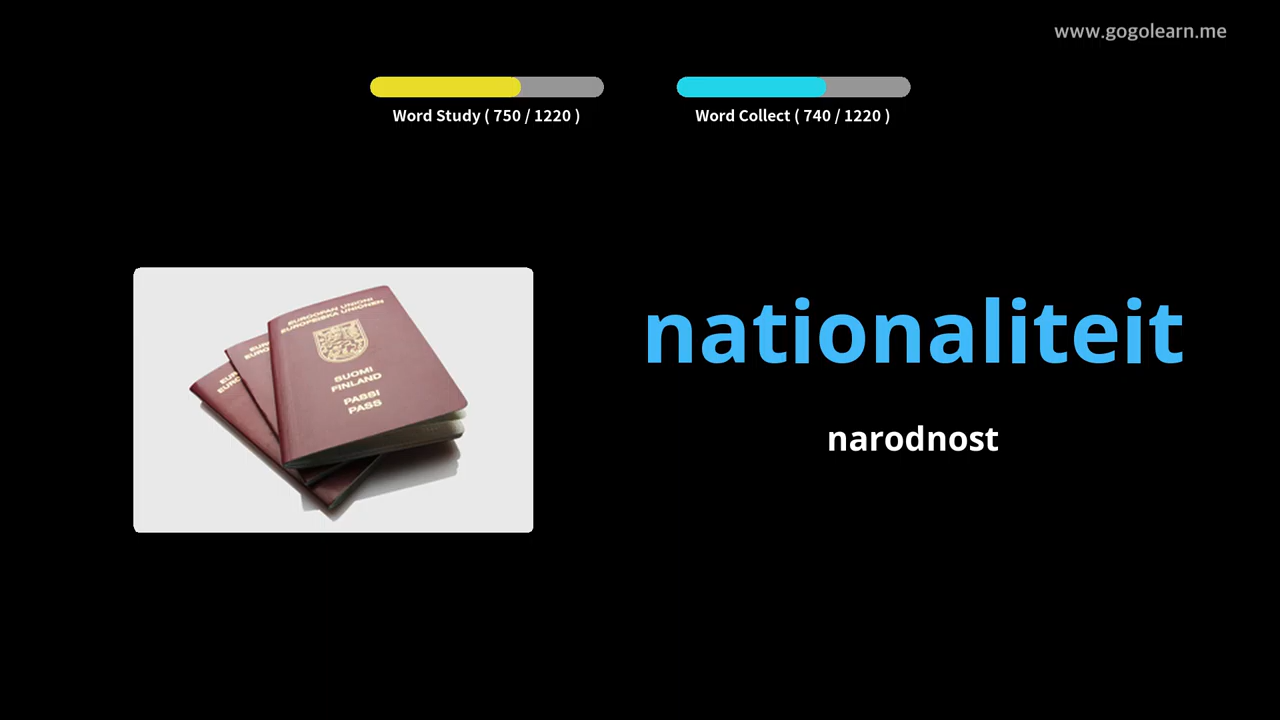 www.gogolearn.me
Word Study ( 750 / 1220 )
Word Collect ( 740 / 1220 )
EUROOPAN UNIONI
EUROPEISKA UNIONEN
SUOMI
FINLAND
PASSI
PASS
nationaliteit
narodnost